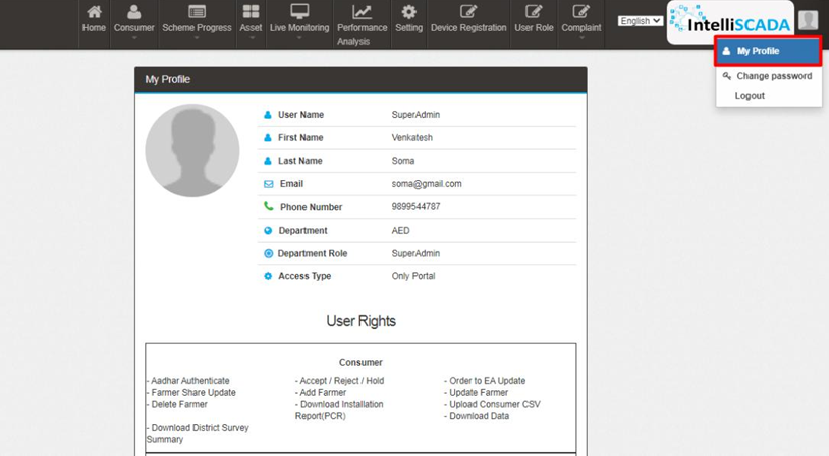 Home Consumer Scheme Progress Asset Live Monitoring Performance Analysis Setting Device Registration User Role Complaint English IntelliSCADA
My Profile
Change password
Logout
My Profile
User Name SuperAdmin
First Name Venkatesh
Last Name Soma
Email soma@gmail.com
Phone Number 9899544787
Department AED
Department Role SuperAdmin
Access Type Only Portal
User Rights
Consumer
- Aadhar Authenticate - Accept / Reject / Hold - Order to EA Update
- Farmer Share Update - Add Farmer - Update Farmer
- Delete Farmer - Download Installation Report(PCR) - Upload Consumer CSV
- Download Data
- Download District Survey
Summary